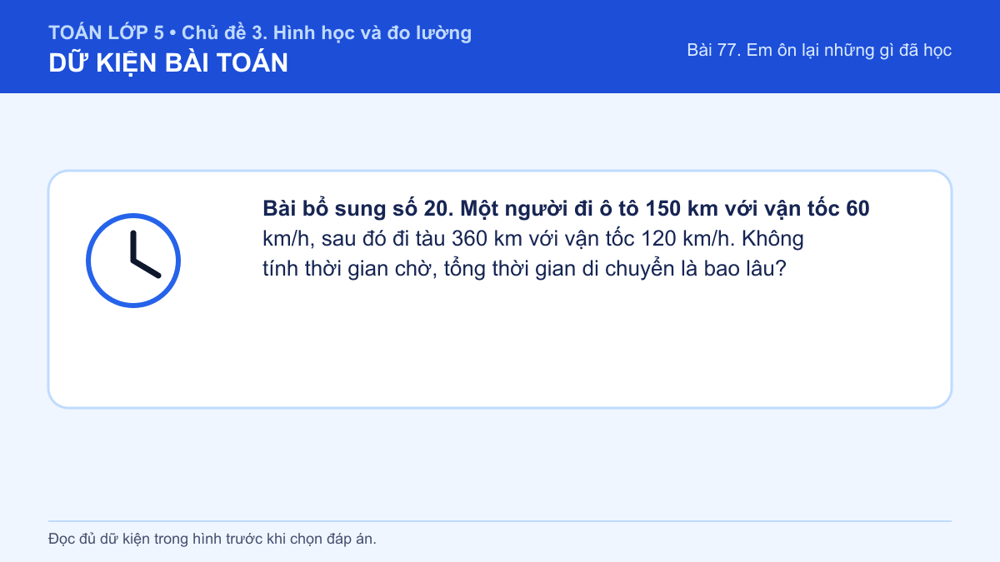 TOÁN LỚP 5 • Chủ đề 3. Hình học và đo lường
DỮ KIỆN BÀI TOÁN
Bài 77. Em ôn lại những gì đã học
Bài bổ sung số 20. Một người đi ô tô 150 km với vận tốc 60
km/h, sau đó đi tàu 360 km với vận tốc 120 km/h. Không
tính thời gian chờ, tổng thời gian di chuyển là bao lâu?
Đọc đủ dữ kiện trong hình trước khi chọn đáp án.